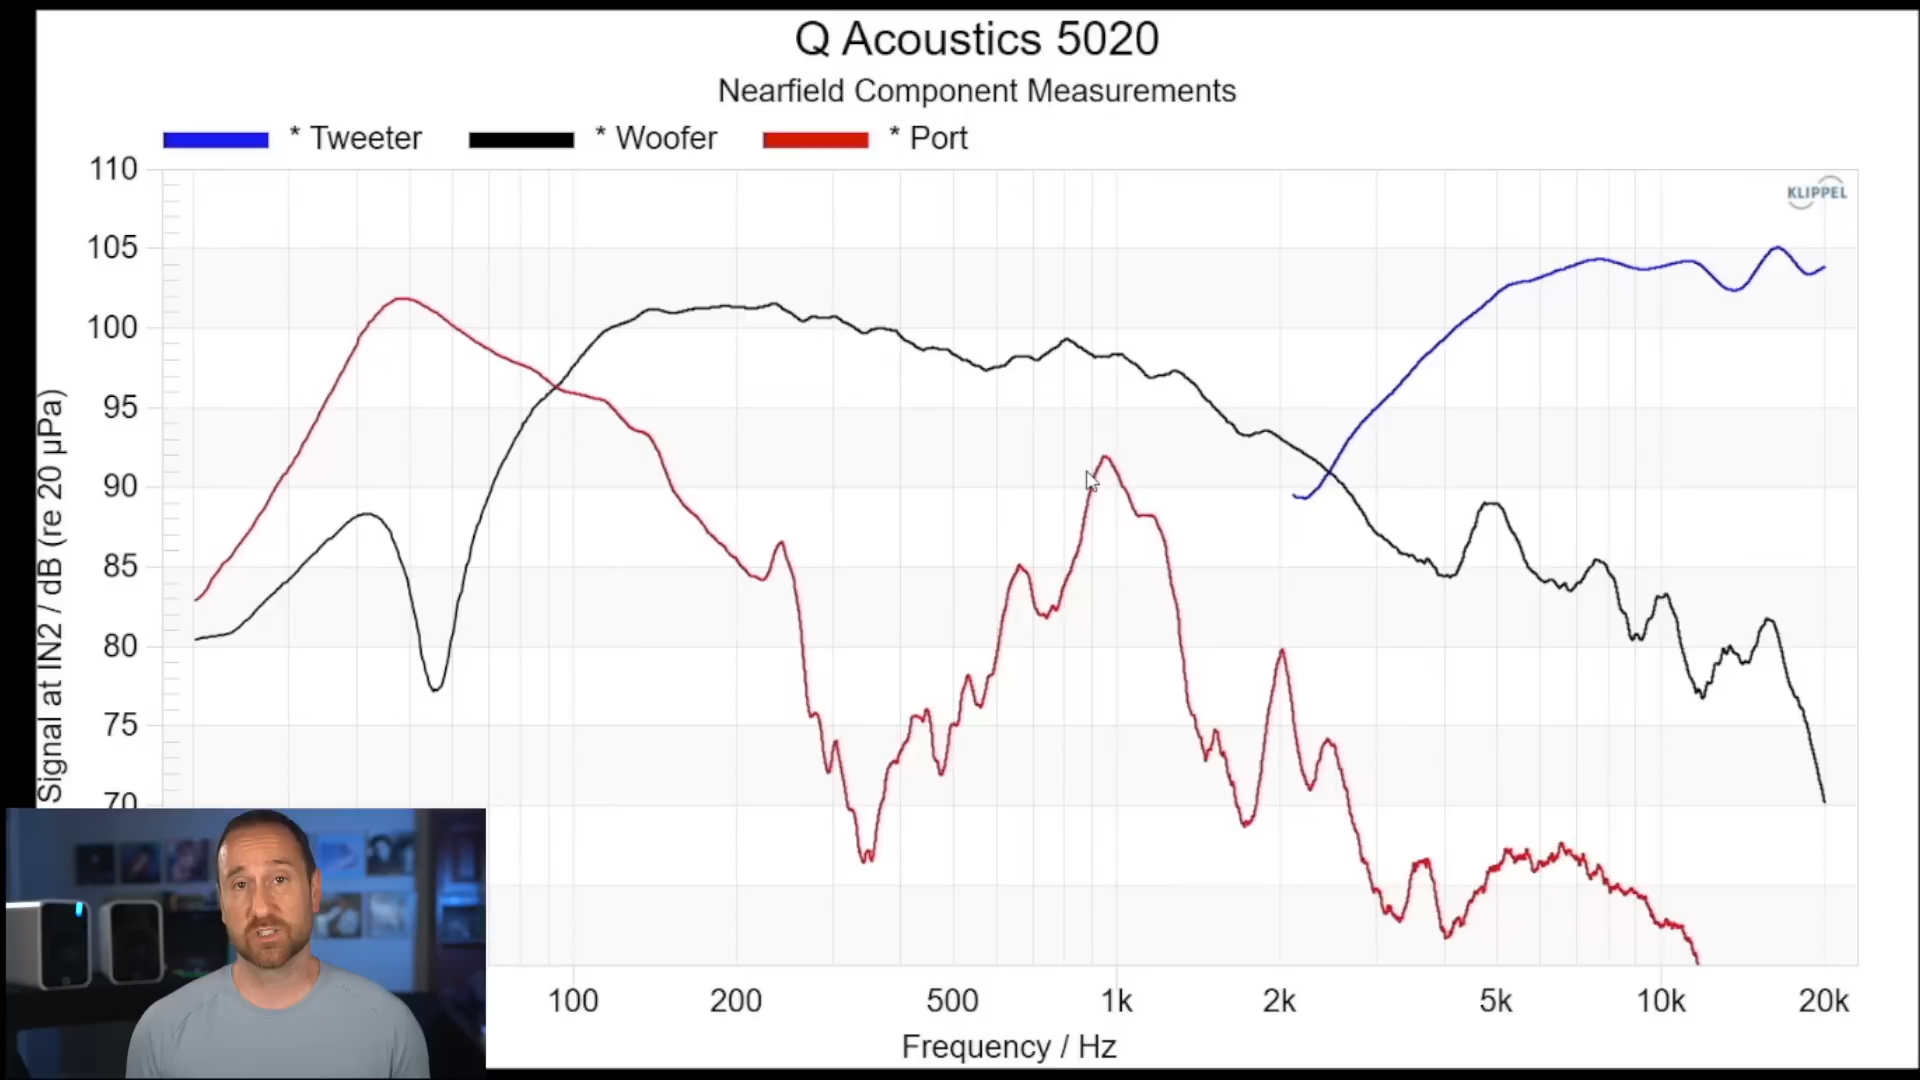 Q Acoustics 5020
Nearfield Component Measurements
* Tweeter * Woofer * Port
KLIPPEL
Signal at IN2 / dB (re 20 µPa)
110
105
100
95
90
85
80
75
70
100 200 500 1k 2k 5k 10k 20k
Frequency / Hz